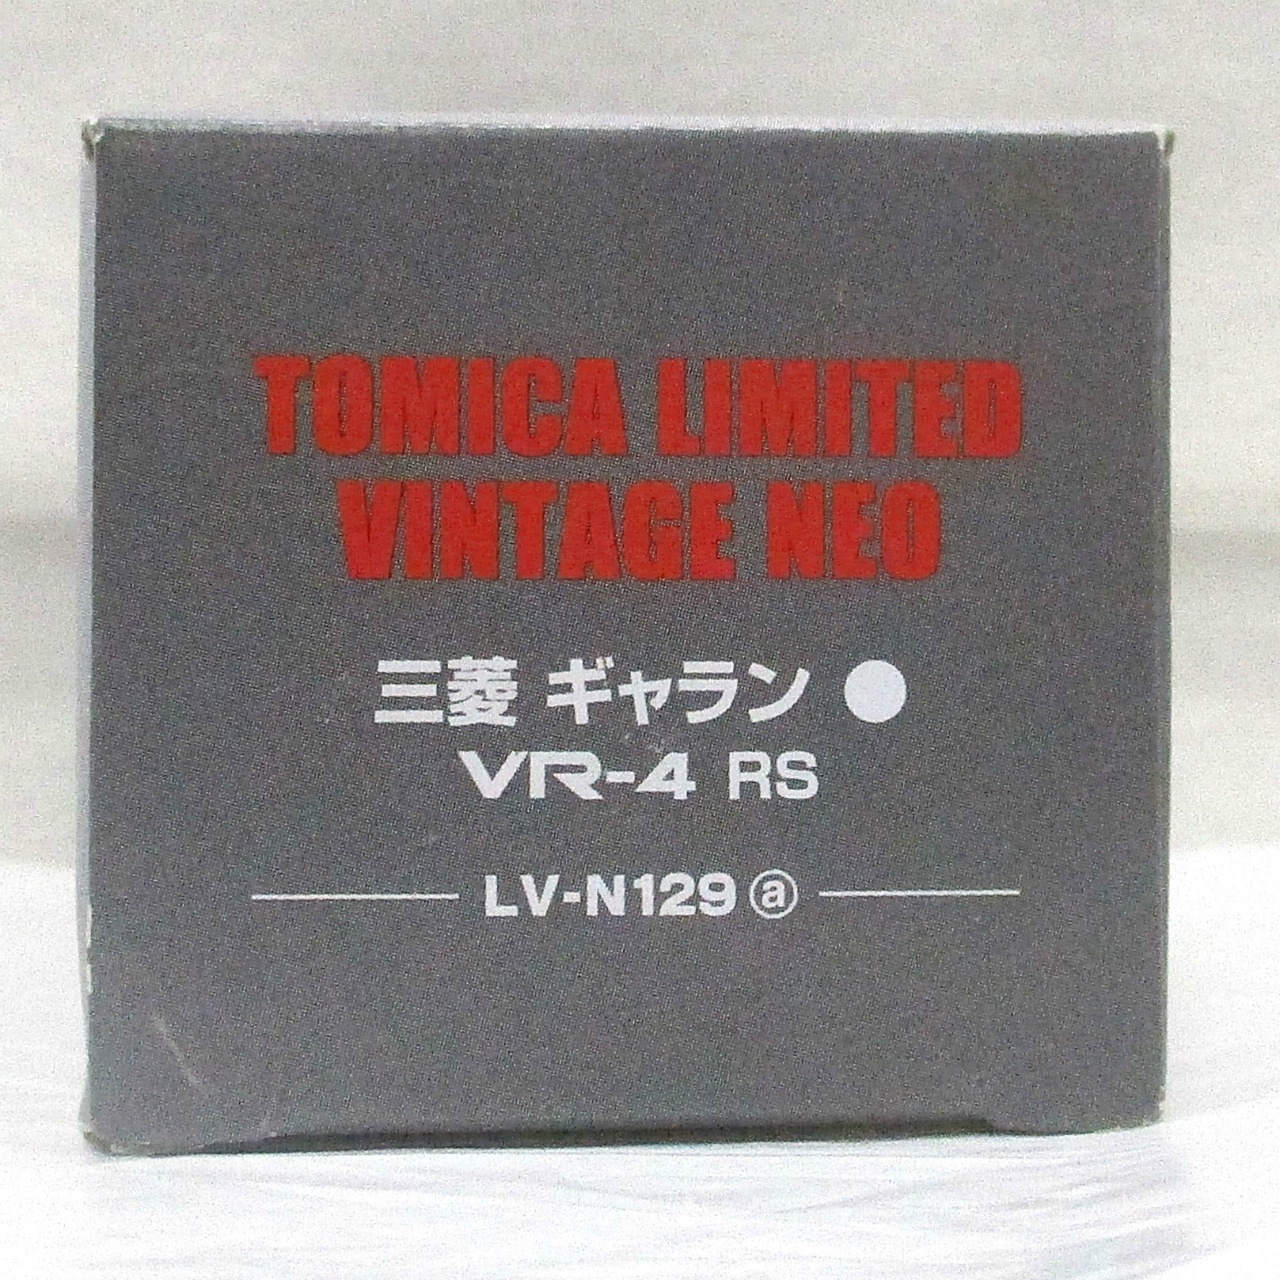 TOMICA LIMITED
VINTAGE NEO
三菱 ギャラン ●
VR-4 RS
LV-N129 ⓐ